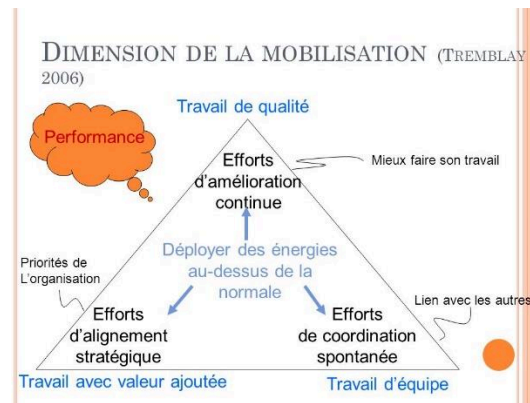 DIMENSION DE LA MOBILISATION (TREMBLAY
2006)
Travail de qualité
Performance
Efforts
d'amélioration
continue
Mieux faire son travail
Déployer des énergies
au-dessus de la
normale
Priorités de
L'organisation
Efforts
d'alignement
stratégique
Efforts
de coordination
spontanée
Lien avec les autres
Travail avec valeur ajoutée
Travail d'équipe